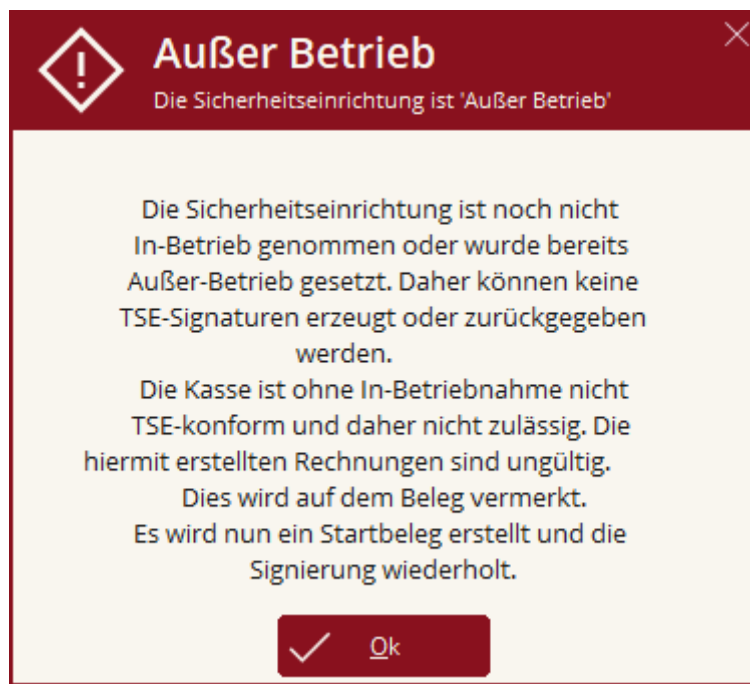 Außer Betrieb
Die Sicherheitseinrichtung ist 'Außer Betrieb'
Die Sicherheitseinrichtung ist noch nicht
In-Betrieb genommen oder wurde bereits
Außer-Betrieb gesetzt. Daher können keine
TSE-Signaturen erzeugt oder zurückgegeben
werden.
Die Kasse ist ohne In-Betriebnahme nicht
TSE-konform und daher nicht zulässig. Die
hiermit erstellten Rechnungen sind ungültig.
Dies wird auf dem Beleg vermerkt.
Es wird nun ein Startbeleg erstellt und die
Signierung wiederholt.
Ok